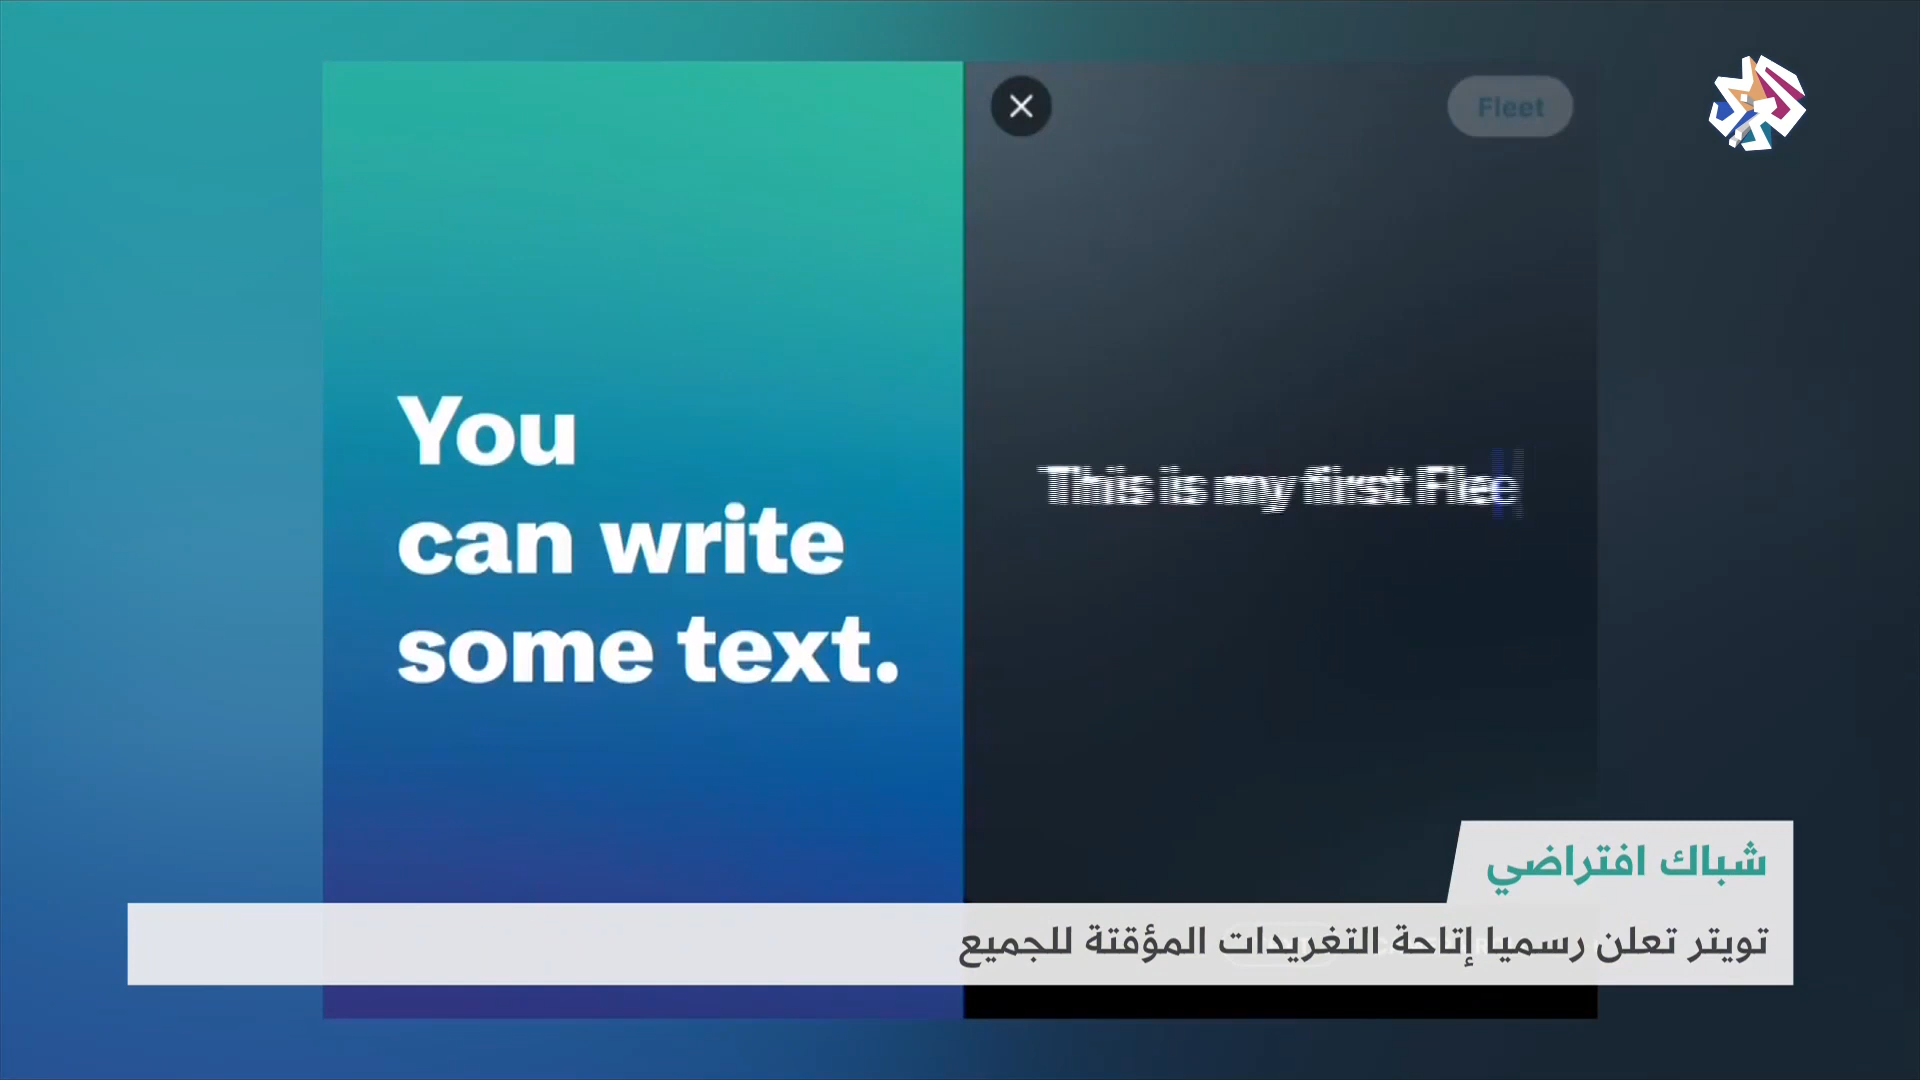 You
can write
some text.
Fleet
This is my first Flee
شباك افتراضي
تويتر تعلن رسميا إتاحة التغريدات المؤقتة للجميع